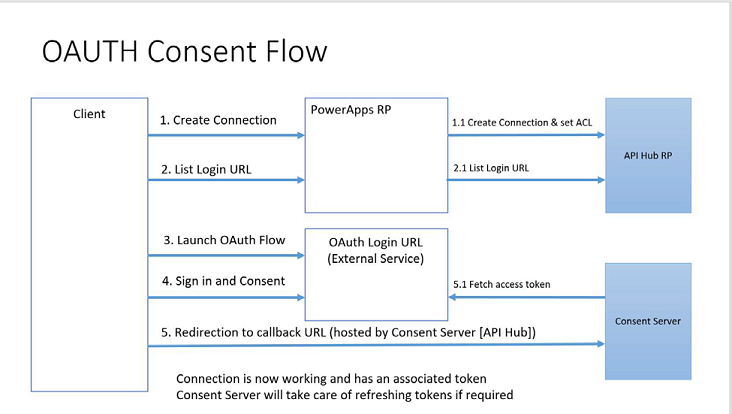 OAUTH Consent Flow
Client
PowerApps RP
1. Create Connection
1.1 Create Connection & set ACL
API Hub RP
2. List Login URL
2.1 List Login URL
3. Launch OAuth Flow
OAuth Login URL
(External Service)
4. Sign in and Consent
5.1 Fetch access token
Consent Server
5. Redirection to callback URL (hosted by Consent Server [API Hub])
Connection is now working and has an associated token
Consent Server will take care of refreshing tokens if required